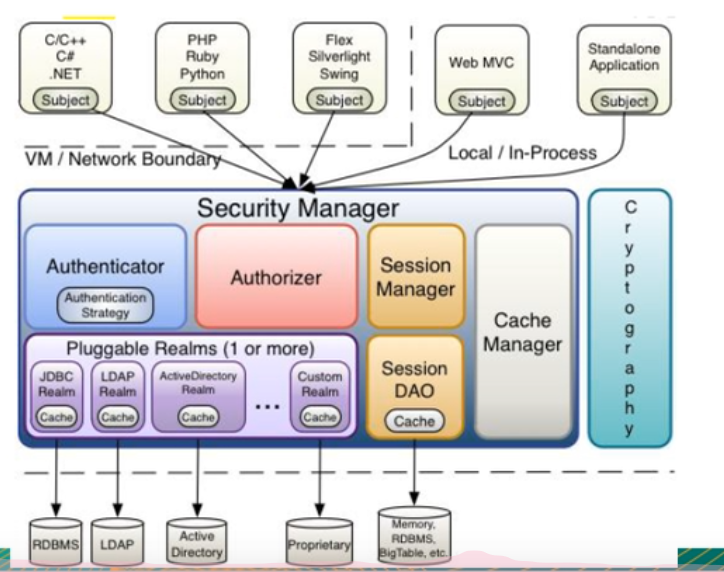 C/C++
C#
.NET
Subject
PHP
Ruby
Python
Subject
Flex
Silverlight
Swing
Subject
Web MVC
Subject
Standalone
Application
Subject
VM / Network Boundary
Local / In-Process
Security Manager
Authenticator
Authentication
Strategy
Authorizer
Session
Manager
Cache
Manager
Pluggable Realms (1 or more)
JDBC
Realm
Cache
LDAP
Realm
Cache
ActiveDirectory
Realm
Cache
...
Custom
Realm
Cache
Session
DAO
Cache
Cryptography
RDBMS
LDAP
Active
Directory
Proprietary
Memory,
RDBMS,
BigTable, etc.